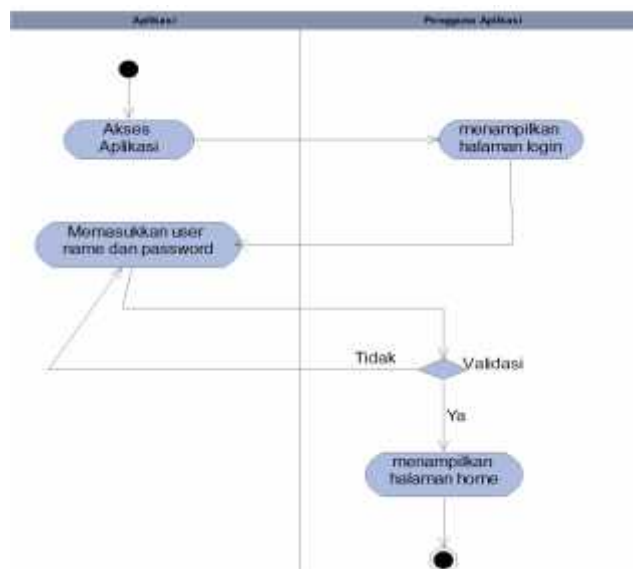 Aplikasi
Pengguna Aplikasi
Akses
Aplikasi
menampilkan
halaman login
Memasukkan user
name dan password
Tidak
Validasi
Ya
menampilkan
halaman home